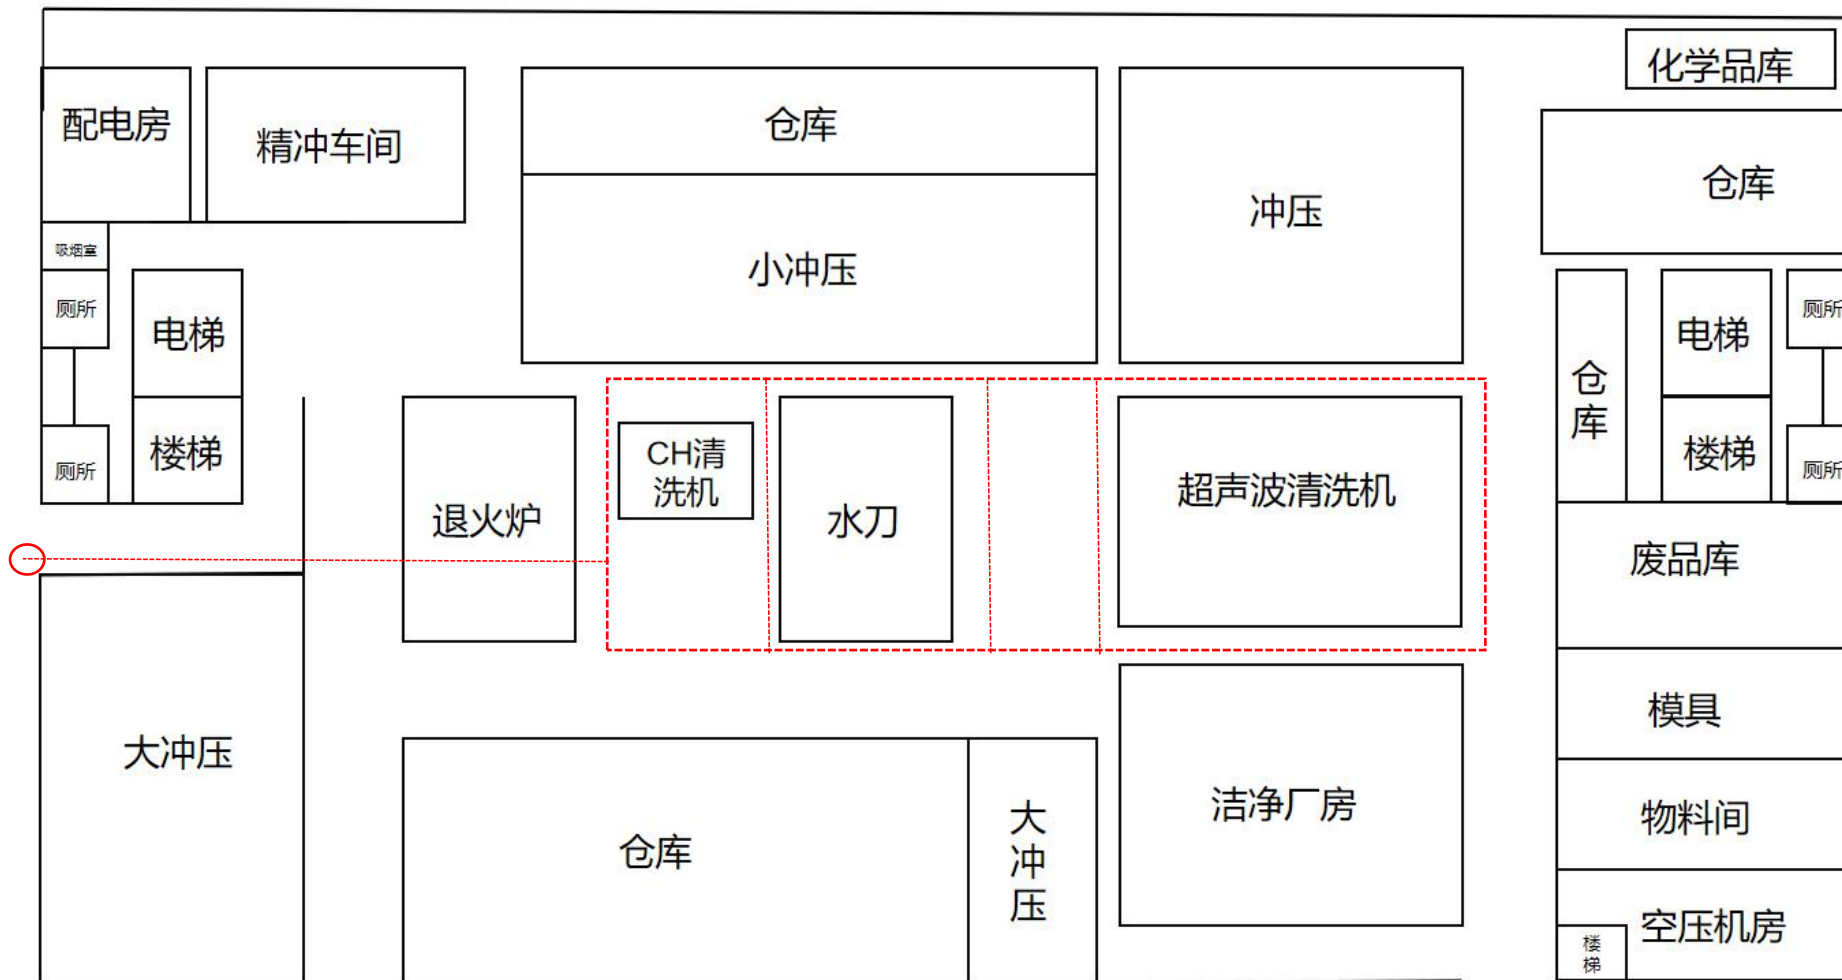 化学品库
配电房
精冲车间
仓库
冲压
仓库
吸烟室
小冲压
厕所
电梯
仓
库
电梯
厕所
CH清
洗机
楼梯
厕所
退火炉
水刀
超声波清洗机
楼梯
厕所
废品库
大冲压
模具
仓库
大
冲
压
洁净厂房
物料间
空压机房
楼
梯